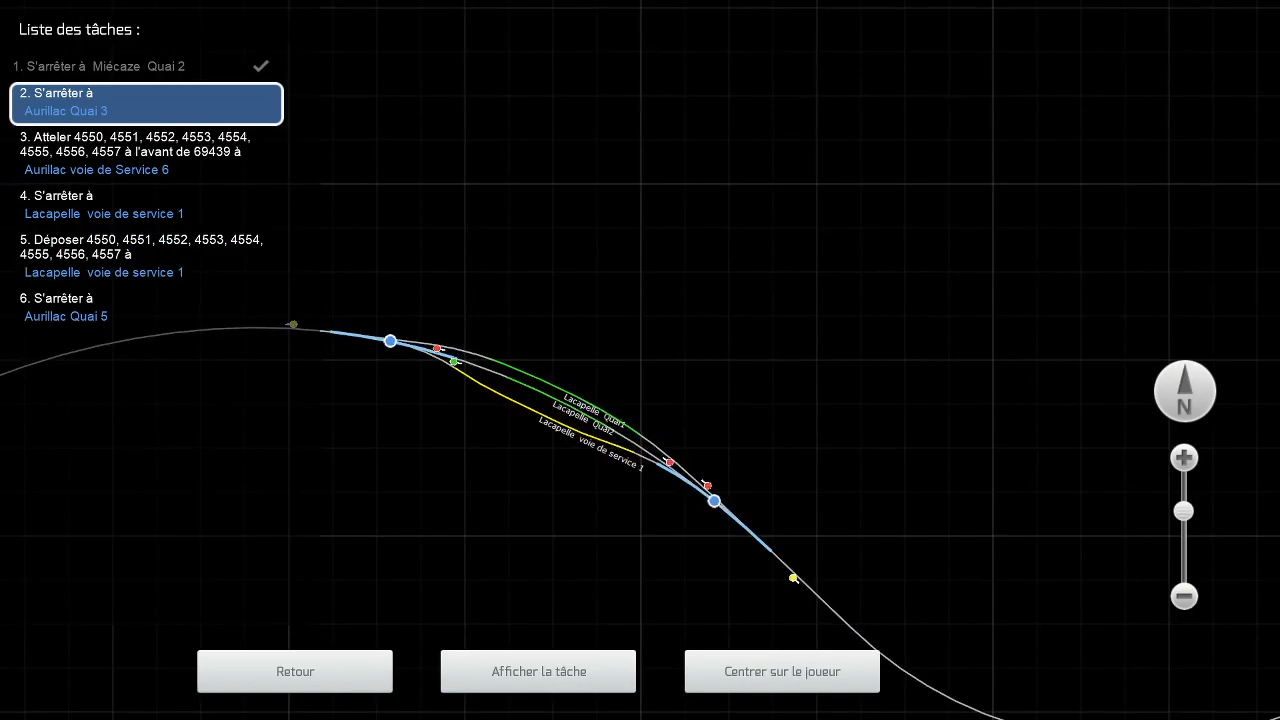 Liste des tâches :
1. S'arrêter à Miécaze Quai 2
2. S'arrêter à
Aurillac Quai 3
3. Atteler 4550, 4551, 4552, 4553, 4554,
4555, 4556, 4557 à l'avant de 69439 à
Aurillac voie de Service 6
4. S'arrêter à
Lacapelle voie de service 1
5. Déposer 4550, 4551, 4552, 4553, 4554,
4555, 4556, 4557 à
Lacapelle voie de service 1
6. S'arrêter à
Aurillac Quai 5
Lacapelle Quai1
Lacapelle Quai2
Lacapelle voie de service 1
N
Retour
Afficher la tâche
Centrer sur le joueur